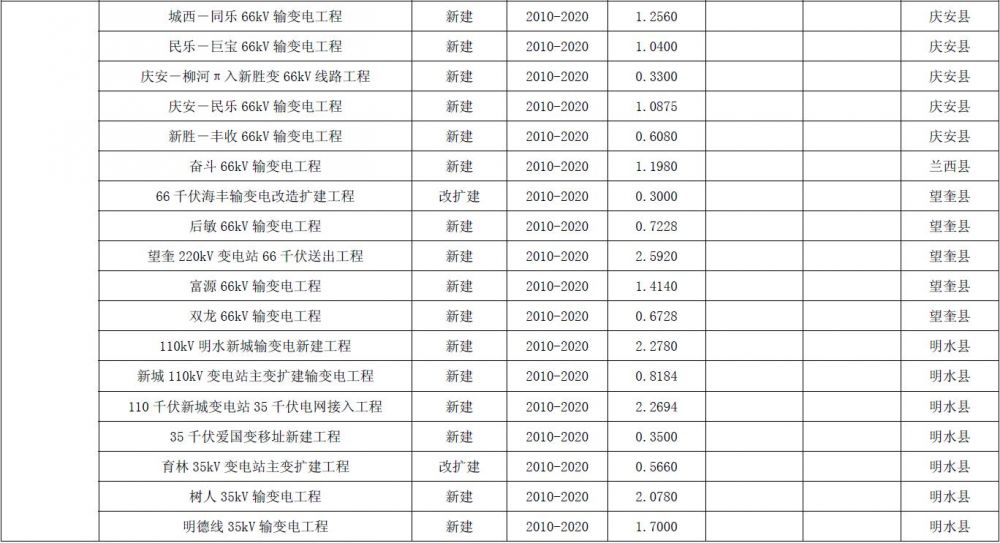 城西－同乐 66kV 输变电工程 新建 2010-2020 1.2560 庆安县
民乐－巨宝 66kV 输变电工程 新建 2010-2020 1.0400 庆安县
庆安－柳河 π 入新胜变 66kV 线路工程 新建 2010-2020 0.3300 庆安县
庆安－民乐 66kV 输变电工程 新建 2010-2020 1.0875 庆安县
新胜－丰收 66kV 输变电工程 新建 2010-2020 0.6080 庆安县
奋斗 66kV 输变电工程 新建 2010-2020 1.1980 兰西县
66 千伏海丰输变电改造扩建工程 改扩建 2010-2020 0.3000 望奎县
后敏 66kV 输变电工程 新建 2010-2020 0.7228 望奎县
望奎 220kV 变电站 66 千伏送出工程 新建 2010-2020 2.5920 望奎县
富源 66kV 输变电工程 新建 2010-2020 1.4140 望奎县
双龙 66kV 输变电工程 新建 2010-2020 0.6728 望奎县
110kV 明水新城输变电新建工程 新建 2010-2020 2.2780 明水县
新城 110kV 变电站主变扩建输变电工程 新建 2010-2020 0.8184 明水县
110 千伏新城变电站 35 千伏电网接入工程 新建 2010-2020 2.2694 明水县
35 千伏爱国变移址新建工程 新建 2010-2020 0.3500 明水县
育林 35kV 变电站主变扩建工程 改扩建 2010-2020 0.5660 明水县
树人 35kV 输变电工程 新建 2010-2020 2.0780 明水县
明德线 35kV 输变电工程 新建 2010-2020 1.7000 明水县